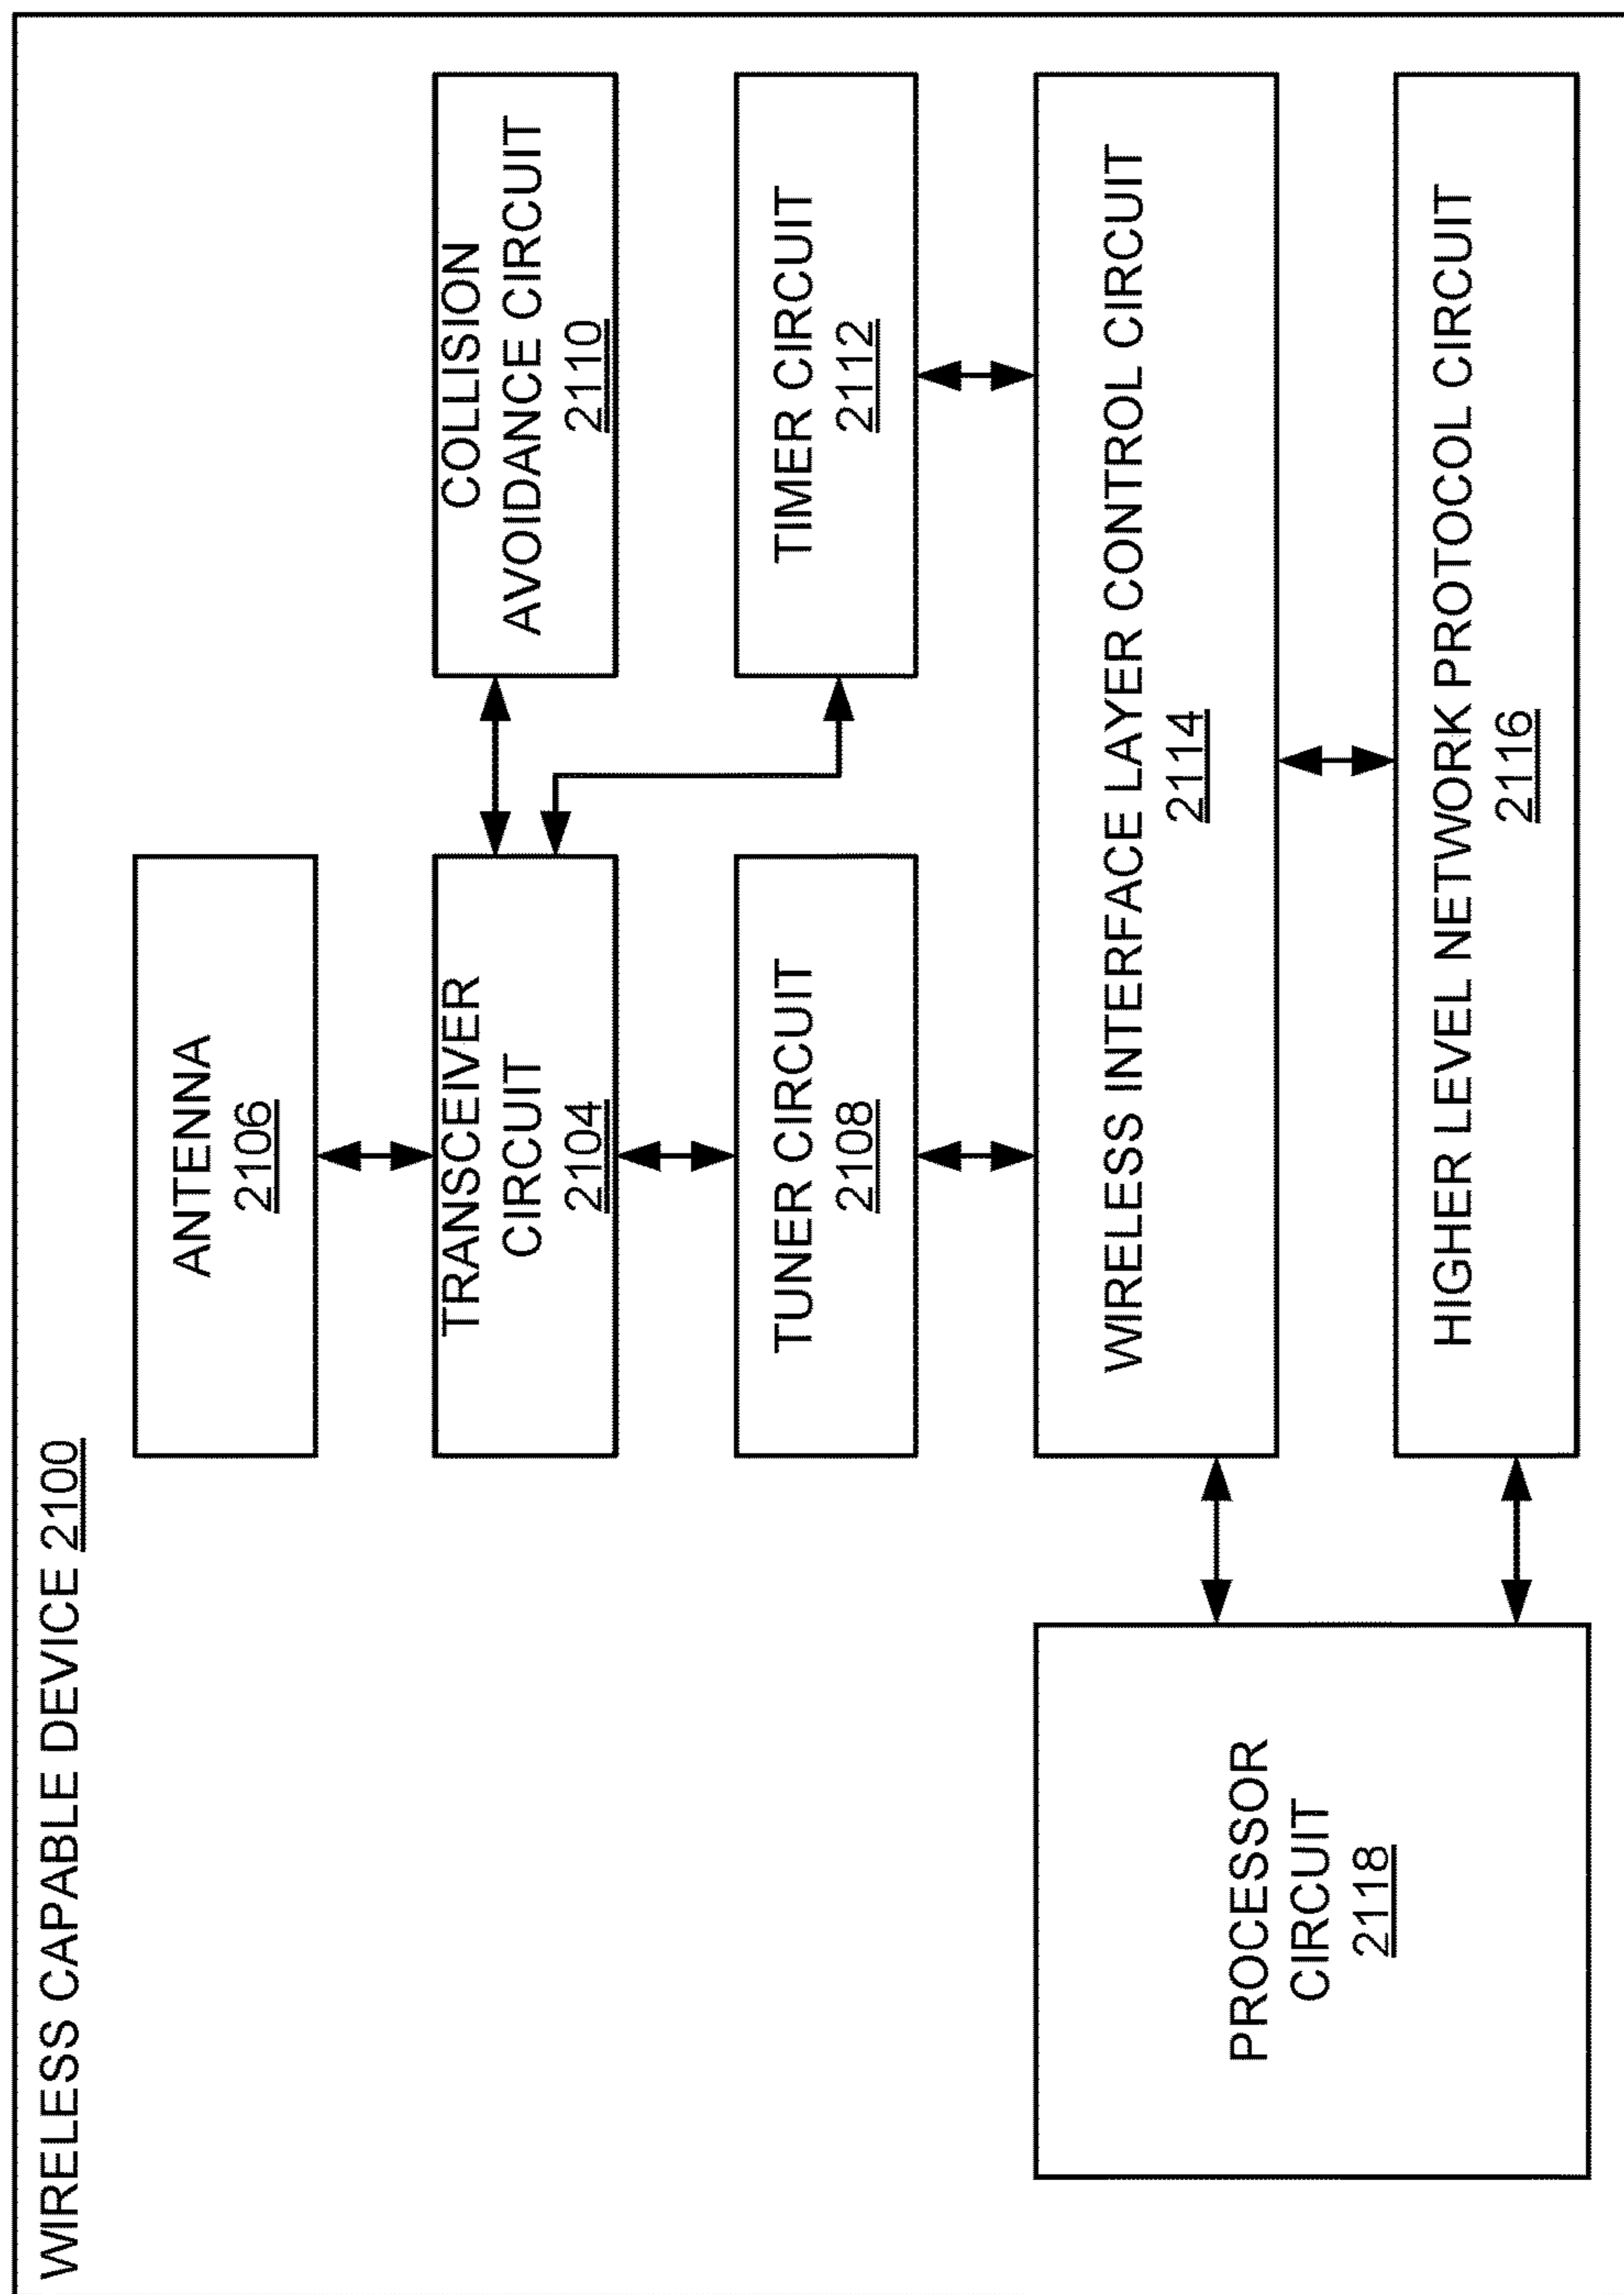 WIRELESS CAPABLE DEVICE 2100
ANTENNA
2106
TRANSCEIVER
CIRCUIT
2104
COLLISION
AVOIDANCE CIRCUIT
2110
TUNER CIRCUIT
2108
TIMER CIRCUIT
2112
PROCESSOR
CIRCUIT
2118
WIRELESS INTERFACE LAYER CONTROL CIRCUIT
2114
HIGHER LEVEL NETWORK PROTOCOL CIRCUIT
2116